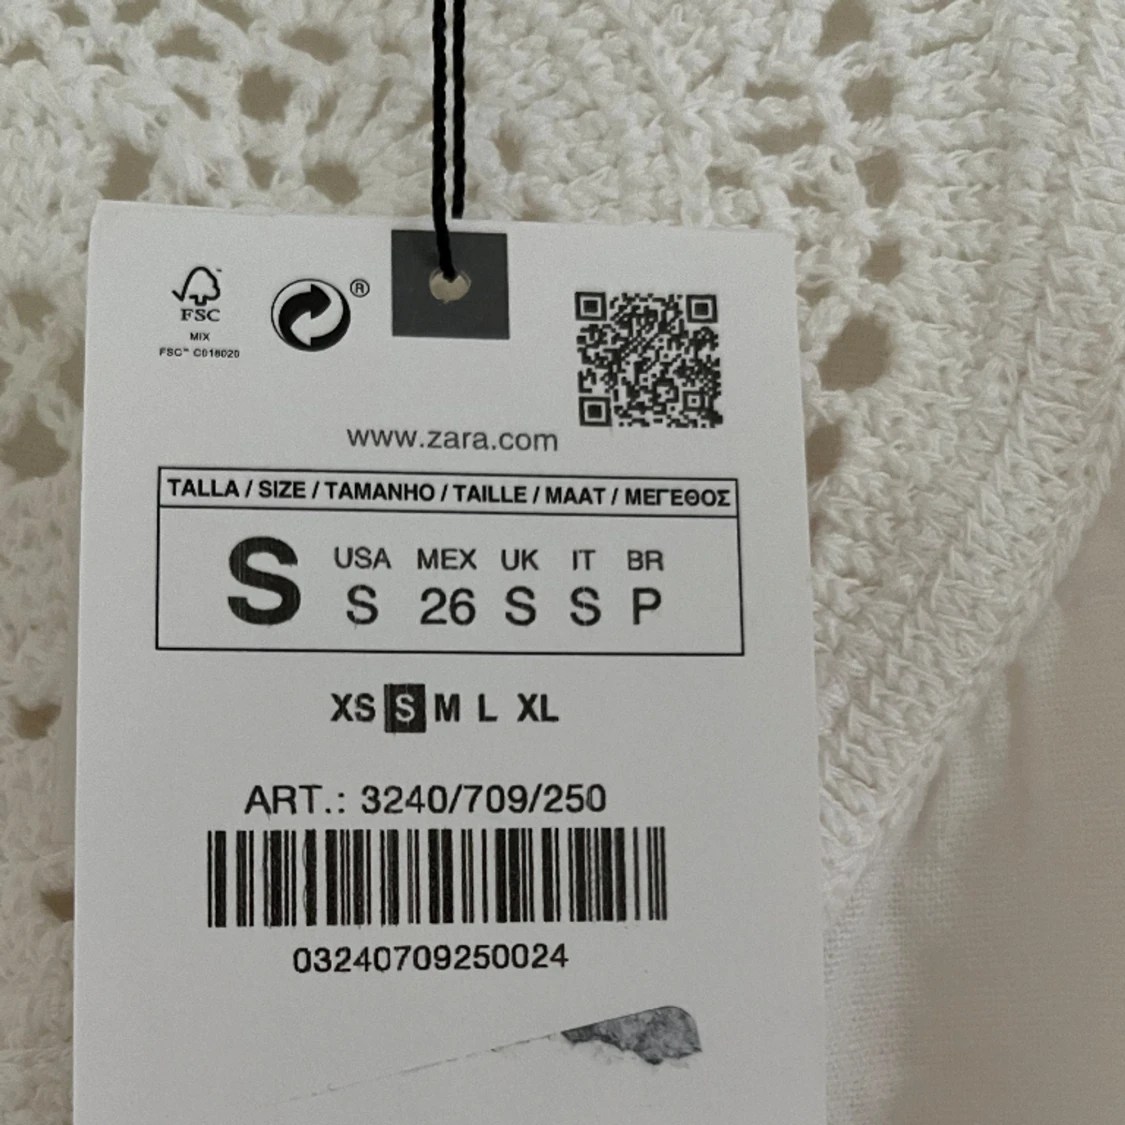 FSC
MIX
FSC™ C018020
®
www.zara.com
TALLA / SIZE / TAMANHO / TAILLE / MAAT / ΜΕΓΕΘΟΣ
S
USA MEX UK IT BR
S 26 S S P
XS S M L XL
ART.: 3240/709/250
03240709250024